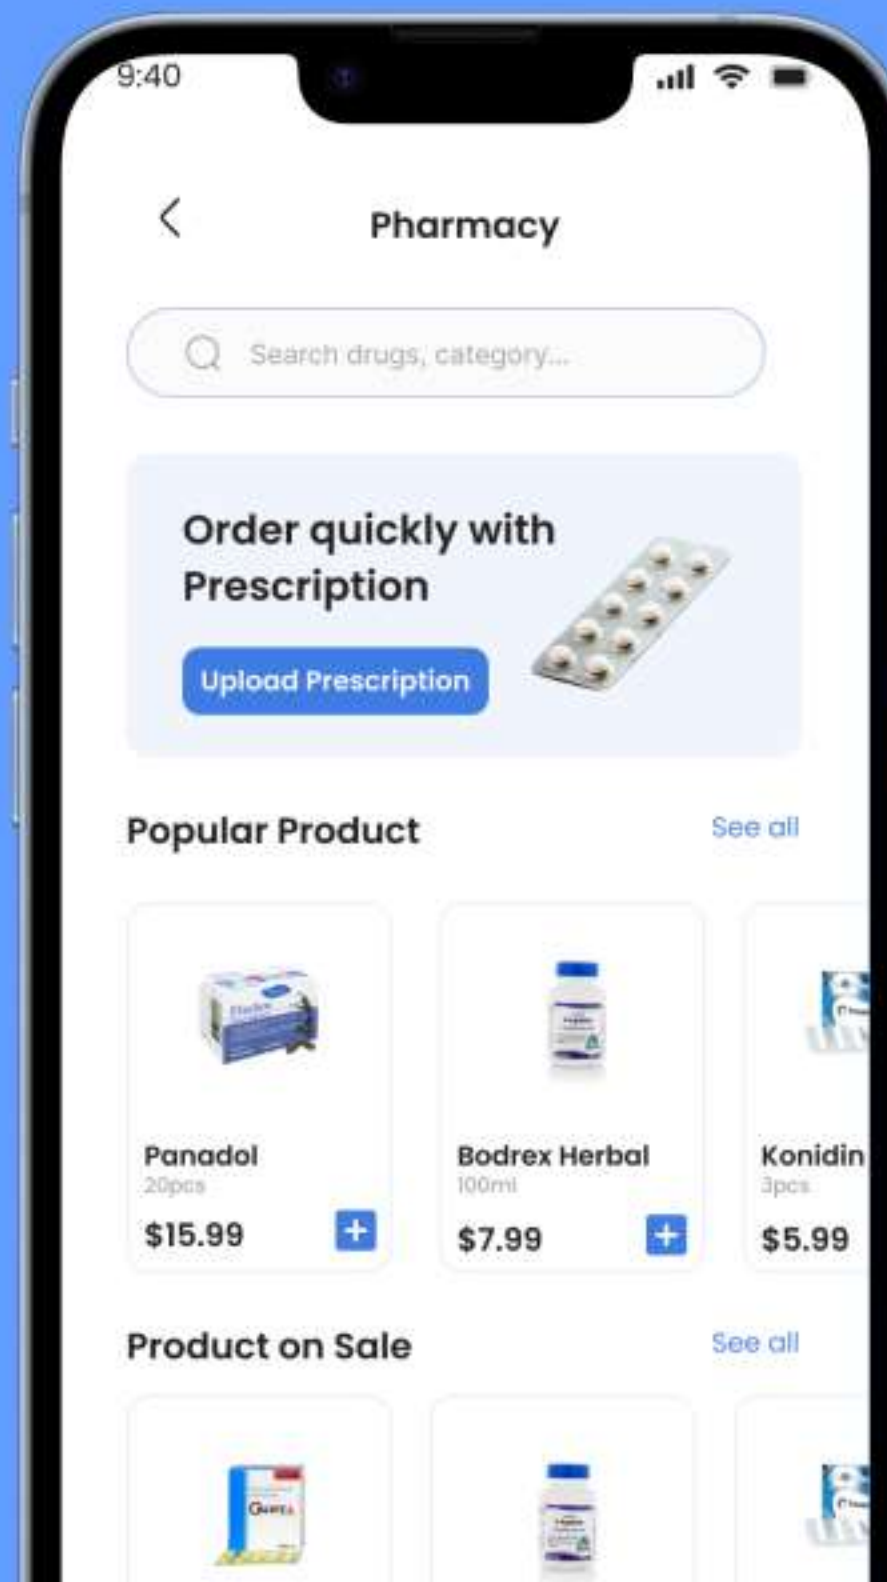 9:40
Pharmacy
Search drugs, category...
Order quickly with
Prescription
Upload Prescription
Popular Product
See all
Panadol
20pcs
$15.99
Bodrex Herbal
100ml
$7.99
Konidin
3pcs
$5.99
Product on Sale
See all